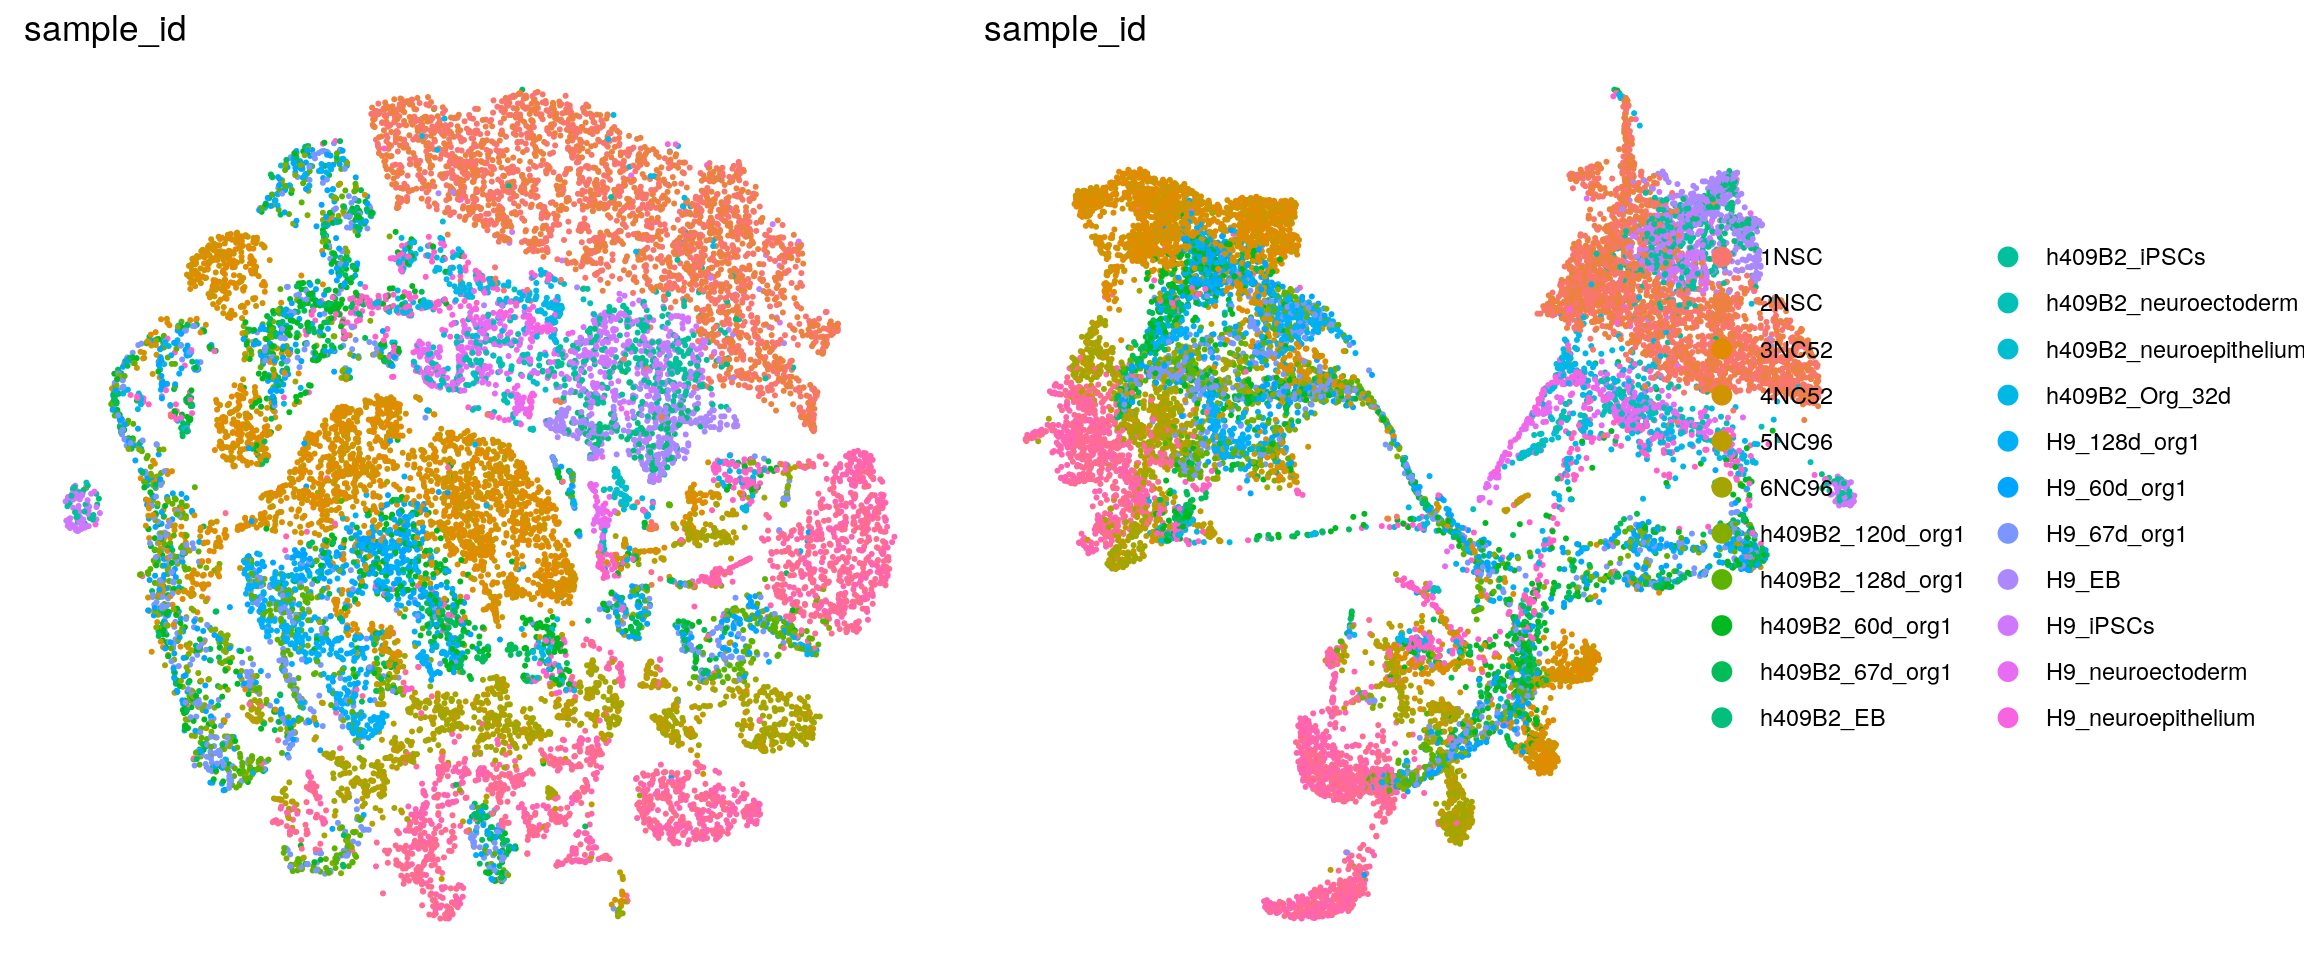 sample_id
sample_id
1NSC
2NSC
3NC52
4NC52
5NC96
6NC96
h409B2_120d_org1
h409B2_128d_org1
h409B2_60d_org1
h409B2_67d_org1
h409B2_EB
h409B2_iPSCs
h409B2_neuroectoderm
h409B2_neuroepithelium
h409B2_Org_32d
H9_128d_org1
H9_60d_org1
H9_67d_org1
H9_EB
H9_iPSCs
H9_neuroectoderm
H9_neuroepithelium